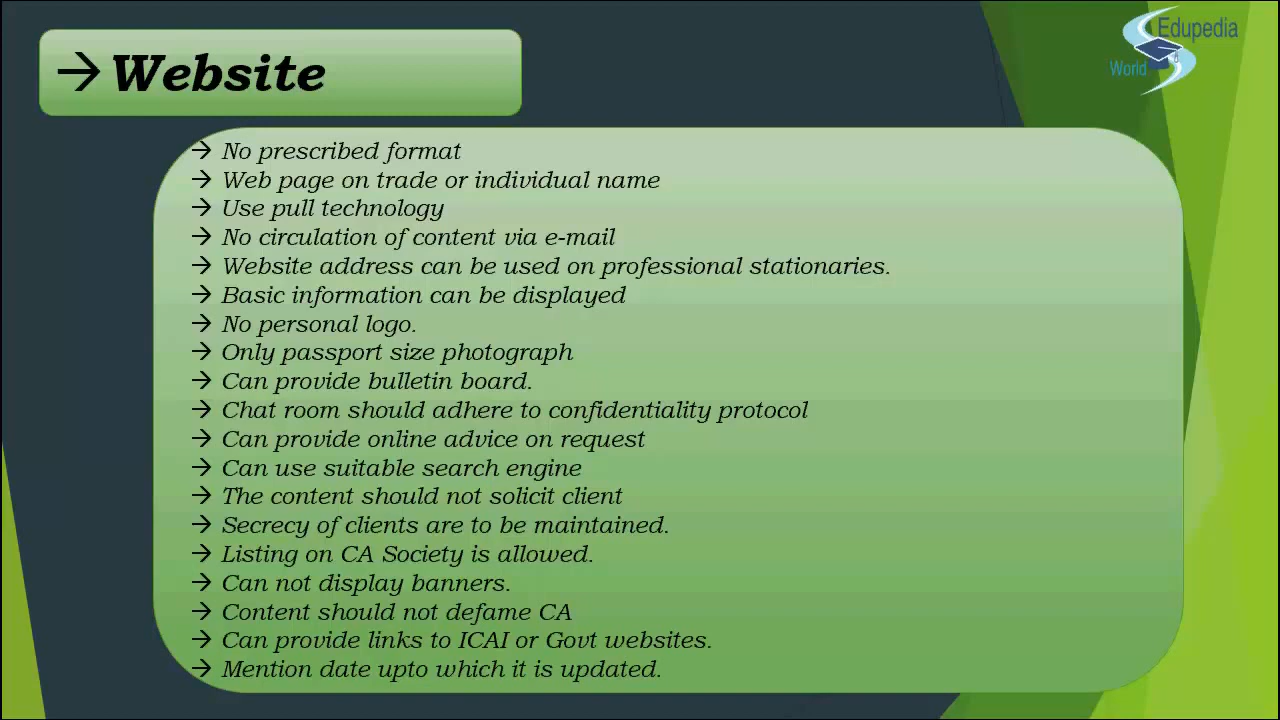 → Website
Edupedia
World
→ No prescribed format
→ Web page on trade or individual name
→ Use pull technology
→ No circulation of content via e-mail
→ Website address can be used on professional stationaries.
→ Basic information can be displayed
→ No personal logo.
→ Only passport size photograph
→ Can provide bulletin board.
→ Chat room should adhere to confidentiality protocol
→ Can provide online advice on request
→ Can use suitable search engine
→ The content should not solicit client
→ Secrecy of clients are to be maintained.
→ Listing on CA Society is allowed.
→ Can not display banners.
→ Content should not defame CA
→ Can provide links to ICAI or Govt websites.
→ Mention date upto which it is updated.